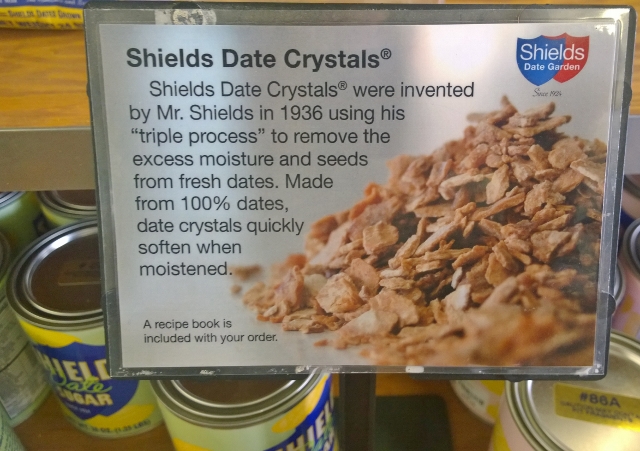 Shields Date Crystals®
Shields
Date Garden
Since 1924
Shields Date Crystals® were invented
by Mr. Shields in 1936 using his
“triple process” to remove the
excess moisture and seeds
from fresh dates. Made
from 100% dates,
date crystals quickly
soften when
moistened.
A recipe book is
included with your order.
SHIELD
Date
SUGAR
#86A